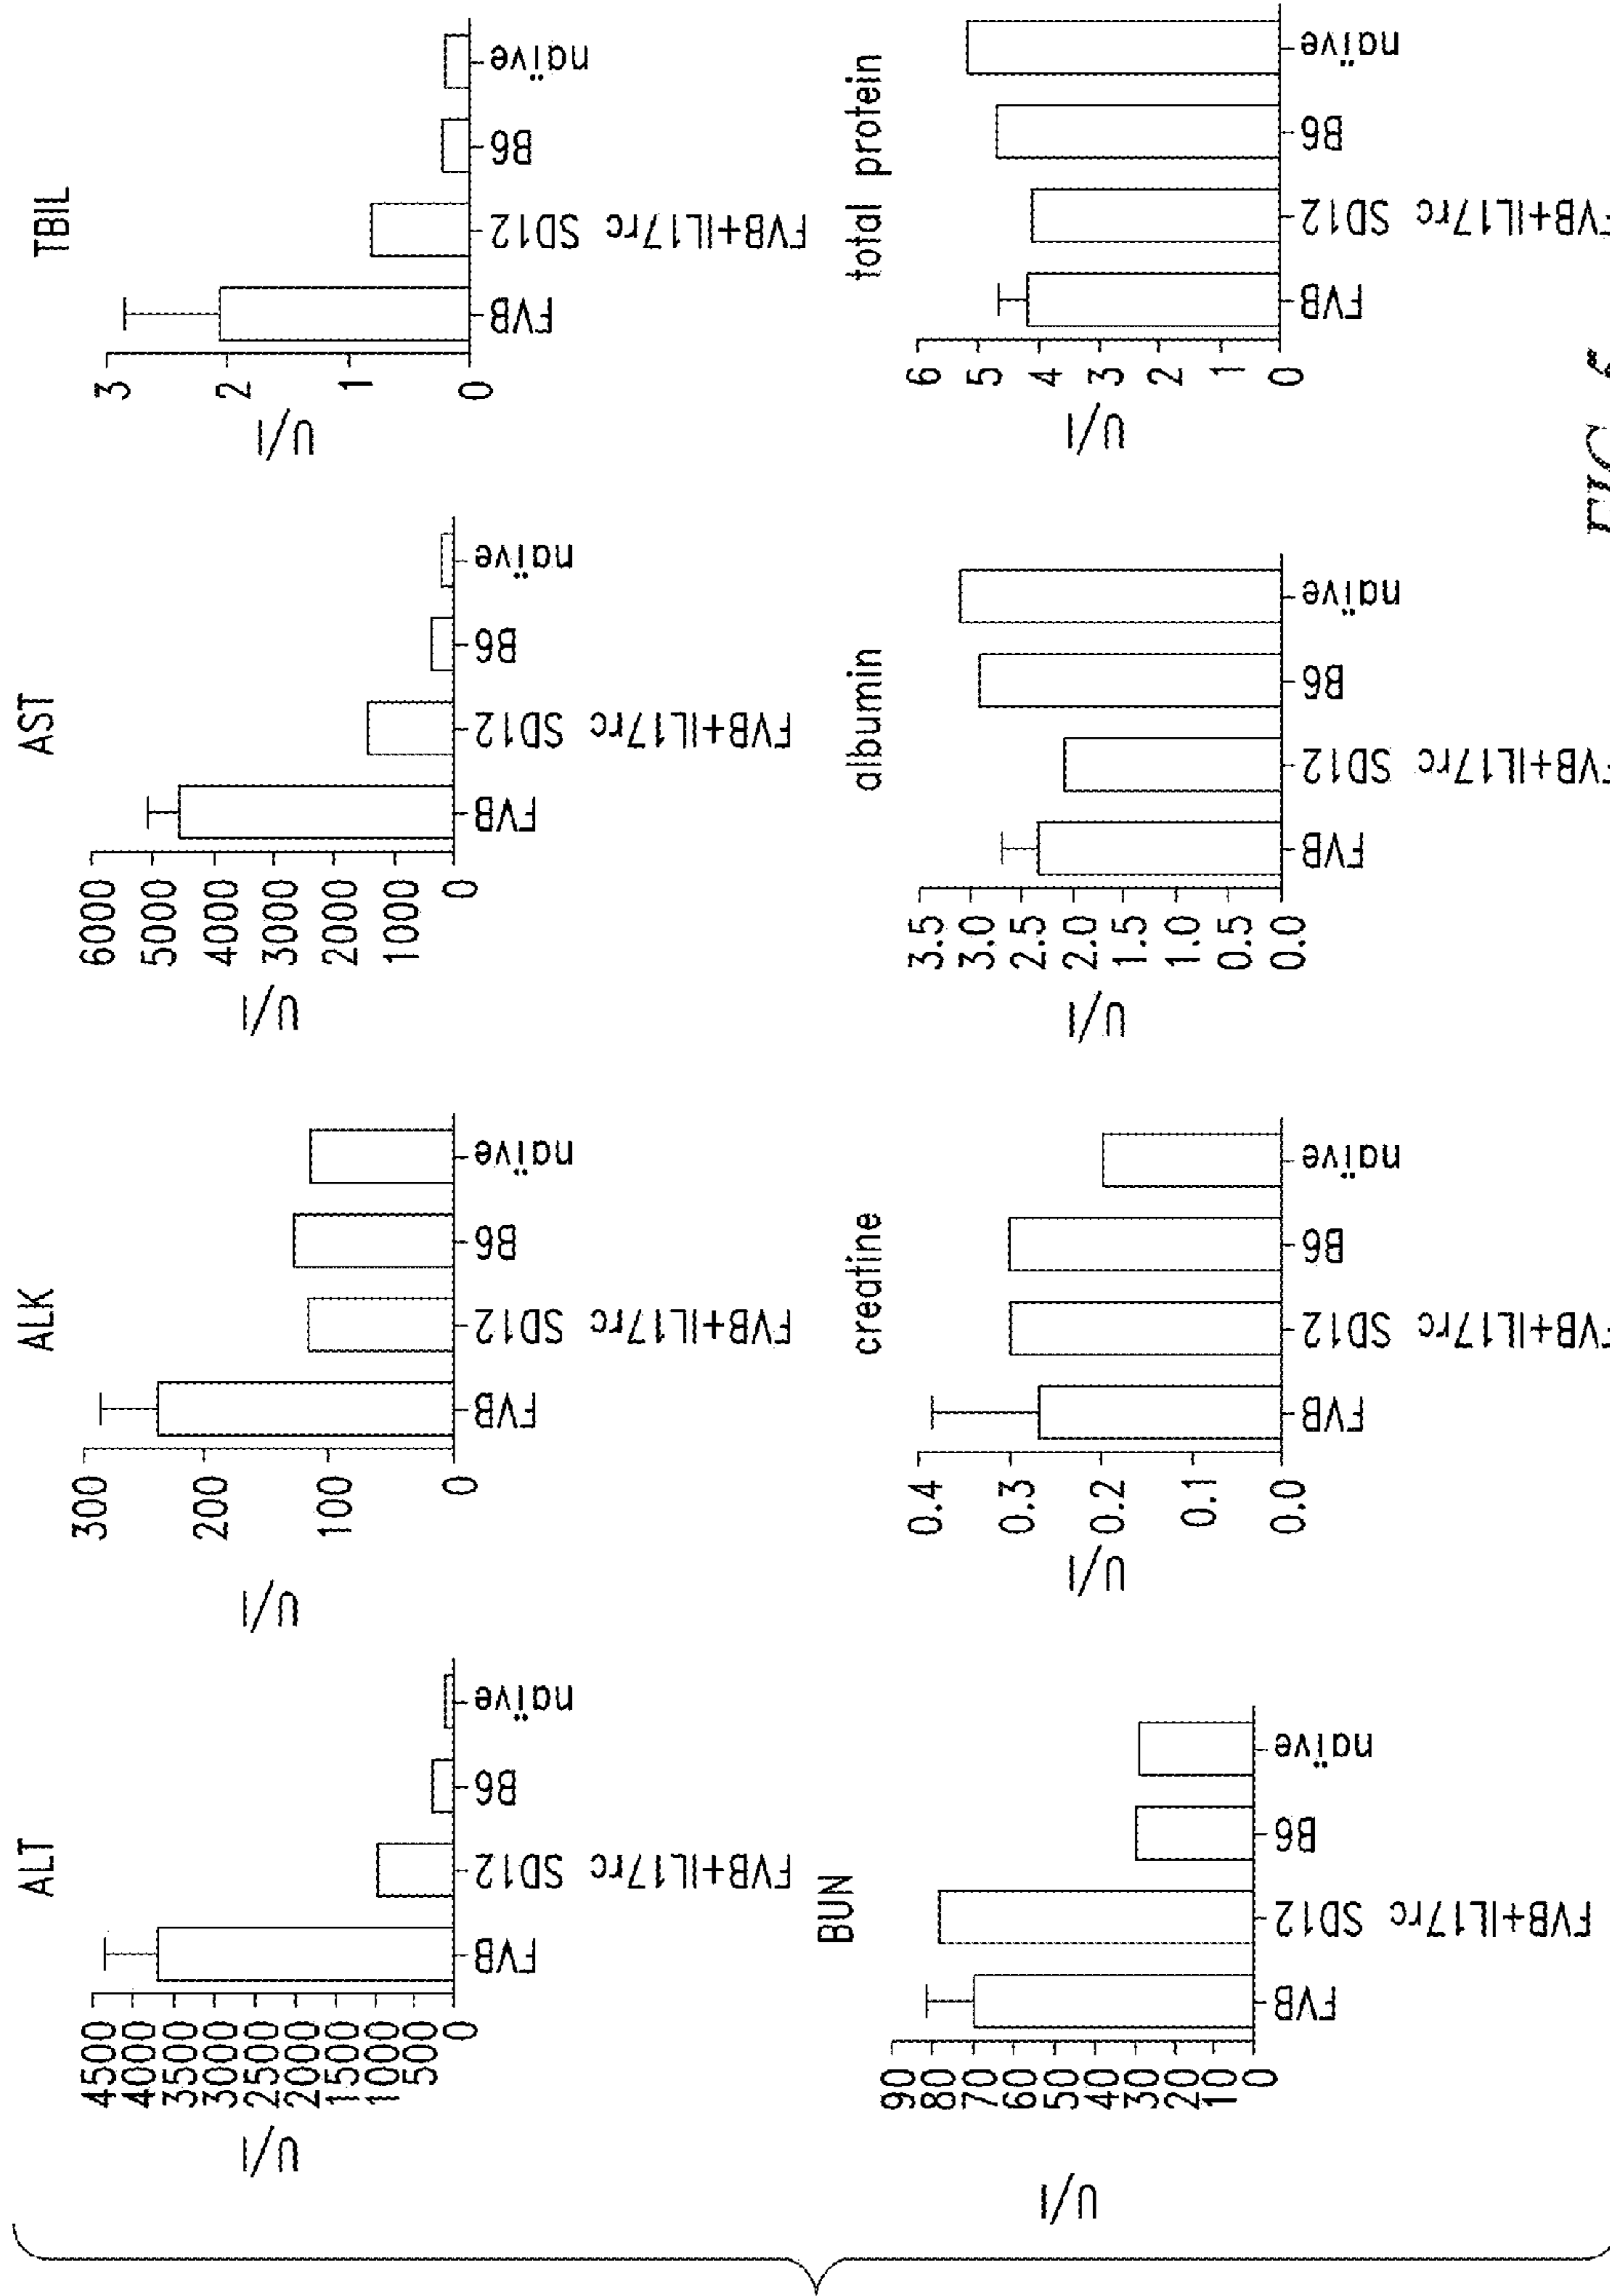 ALT
U/l
4500
4000
3500
3000
2500
2000
1500
1000
500
0
FVB
FVB+IL17rc SD12
B6
naïve
ALK
U/l
300
200
100
0
FVB
FVB+IL17rc SD12
B6
naïve
AST
U/l
6000
5000
4000
3000
2000
1000
0
FVB
FVB+IL17rc SD12
B6
naïve
TBIL
U/l
3
2
1
0
FVB
FVB+IL17rc SD12
B6
naïve
BUN
U/l
90
80
70
60
50
40
30
20
10
0
FVB
FVB+IL17rc SD12
B6
naïve
creatine
U/l
0.4
0.3
0.2
0.1
0.0
FVB
FVB+IL17rc SD12
B6
naïve
albumin
U/l
3.5
3.0
2.5
2.0
1.5
1.0
0.5
0.0
FVB
FVB+IL17rc SD12
B6
naïve
total protein
U/l
6
5
4
3
2
1
0
FVB
FVB+IL17rc SD12
B6
naïve